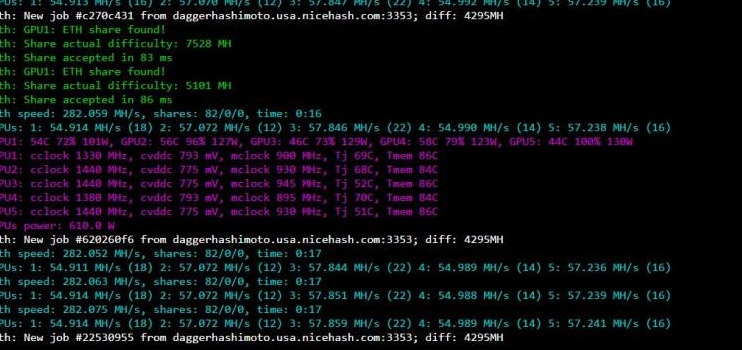 PUs: 1: 54.913 MH/s (16) 2: 57.070 MH/s (12) 3: 57.847 MH/s (22) 4: 54.992 MH/s (14) 5: 57.239 MH/s (16)
th: New job #c270c431 from daggerhashimoto.usa.nicehash.com:3353; diff: 4295MH
th: GPU1: ETH share found!
th: Share actual difficulty: 7528 MH
th: Share accepted in 83 ms
th: GPU1: ETH share found!
th: Share actual difficulty: 5101 MH
th: Share accepted in 86 ms
th speed: 282.059 MH/s, shares: 82/0/0, time: 0:16
PUs: 1: 54.914 MH/s (18) 2: 57.072 MH/s (12) 3: 57.846 MH/s (22) 4: 54.990 MH/s (14) 5: 57.238 MH/s (16)
PU1: 54C 72% 101W, GPU2: 56C 96% 127W, GPU3: 46C 73% 129W, GPU4: 58C 79% 123W, GPU5: 44C 100% 130W
PU1: cclock 1330 MHz, cvddc 793 mV, mclock 900 MHz, Tj 69C, Tmem 86C
PU2: cclock 1440 MHz, cvddc 775 mV, mclock 930 MHz, Tj 68C, Tmem 84C
PU3: cclock 1440 MHz, cvddc 775 mV, mclock 945 MHz, Tj 52C, Tmem 86C
PU4: cclock 1380 MHz, cvddc 793 mV, mclock 895 MHz, Tj 70C, Tmem 84C
PU5: cclock 1440 MHz, cvddc 775 mV, mclock 930 MHz, Tj 51C, Tmem 86C
PUs power: 610.0 W
th: New job #620260f6 from daggerhashimoto.usa.nicehash.com:3353; diff: 4295MH
th speed: 282.052 MH/s, shares: 82/0/0, time: 0:17
PUs: 1: 54.911 MH/s (18) 2: 57.072 MH/s (12) 3: 57.844 MH/s (22) 4: 54.989 MH/s (14) 5: 57.236 MH/s (16)
th speed: 282.063 MH/s, shares: 82/0/0, time: 0:17
PUs: 1: 54.914 MH/s (18) 2: 57.072 MH/s (12) 3: 57.851 MH/s (22) 4: 54.988 MH/s (14) 5: 57.239 MH/s (16)
th speed: 282.075 MH/s, shares: 82/0/0, time: 0:17
PUs: 1: 54.914 MH/s (18) 2: 57.072 MH/s (12) 3: 57.859 MH/s (22) 4: 54.989 MH/s (14) 5: 57.241 MH/s (16)
th: New job #22530955 from daggerhashimoto.usa.nicehash.com:3353; diff: 4295MH